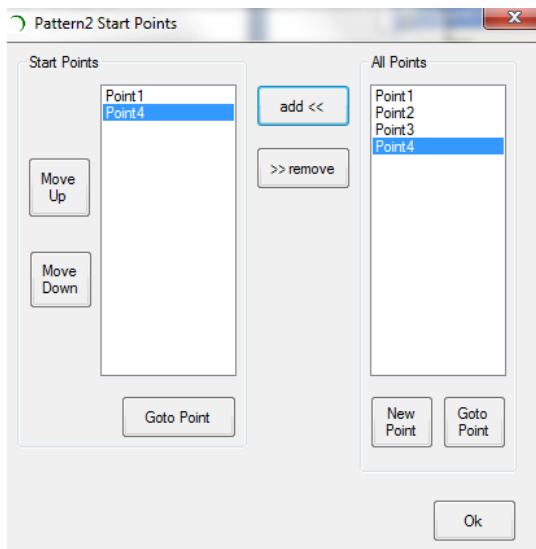 Pattern2 Start Points
Start Points
Point1
Point4
Move
Up
Move
Down
Goto Point
add <<
>> remove
All Points
Point1
Point2
Point3
Point4
New
Point
Goto
Point
Ok